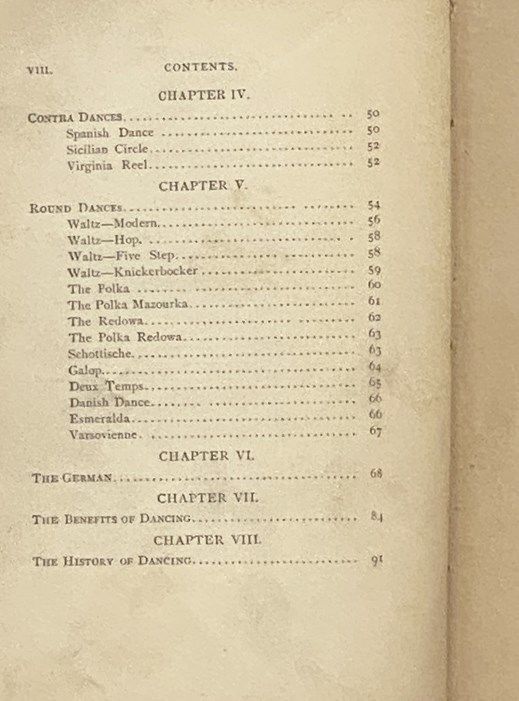 VIII. CONTENTS.
CHAPTER IV.
CONTRA DANCES........................................ .. 50
Spanish Dance .................................... 50
Sicilian Circle..................................... 52
Virginia Reel...................................... 52
CHAPTER V.
ROUND DANCES................................ ......... 54
Waltz—Modern.................................... 56
Waltz—Hop. ................................. . 58
Waltz—Five Step.................................. 58
Waltz—Knickerbocker ............................ 59
The Polka ......... .............................. 60
The Polka Mazourka.............................. 61
The Redowa........................... .......... 62
The Polka Redowa................................ 63
Schottische........................................ 63
Galop............................................. 64
Deux Temps...................................... 65
Danish Dance......... ........................... 66
Esmeralda........................................ 66
Varsovienne. ..................................... 67
CHAPTER VI.
THE GERMAN............................................ 68
CHAPTER VII.
THE BENEFITS OF DANCING.............................. 84
CHAPTER VIII.
THE HISTORY OF DANCING.............................. 91